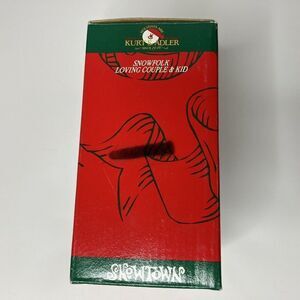 KURT ADLER
SNOWFOLK
LOVING COUPLE & KID
SNOWTOWN